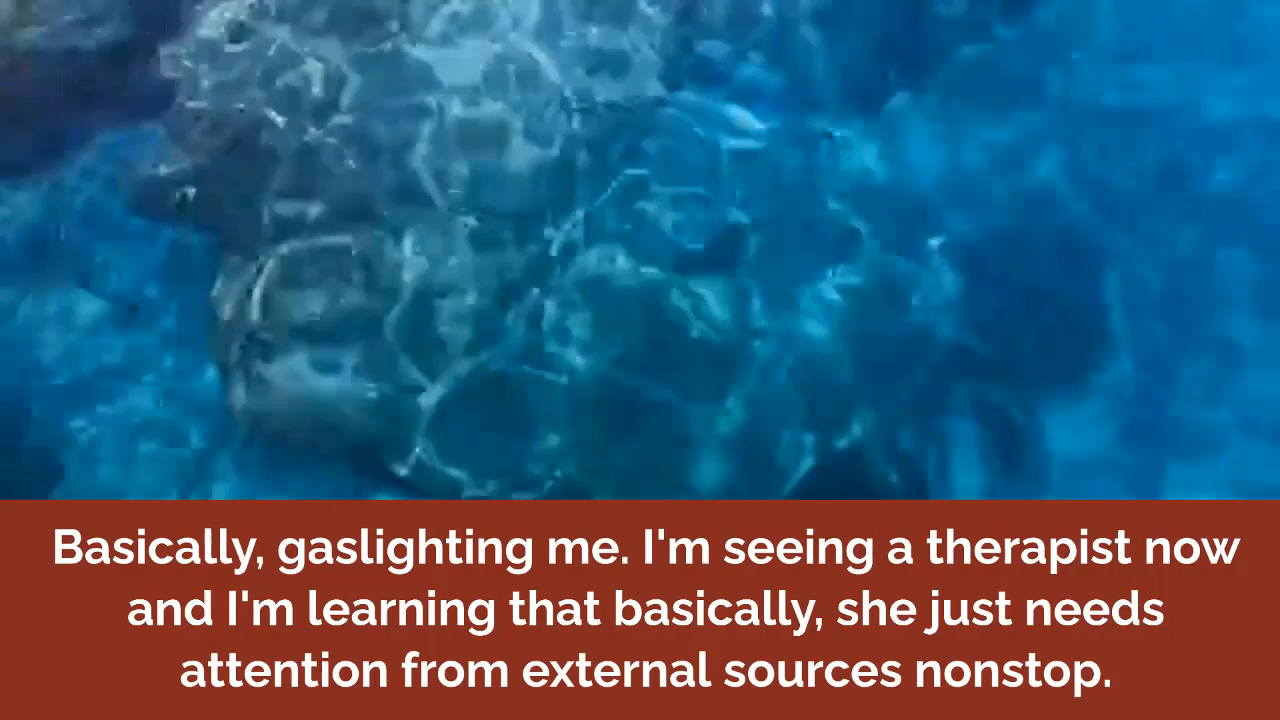 Basically, gaslighting me. I'm seeing a therapist now
and I'm learning that basically, she just needs
attention from external sources nonstop.